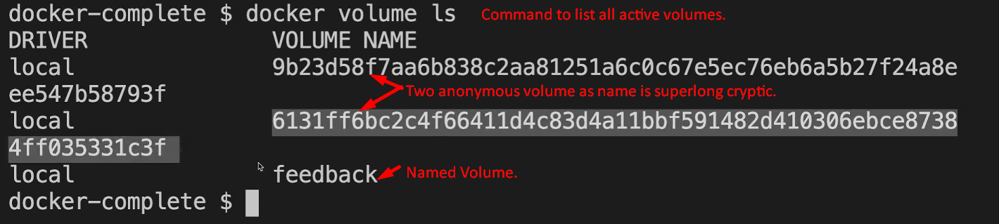 docker-complete $ docker volume ls Command to list all active volumes.
DRIVER VOLUME NAME
local 9b23d58f7aa6b838c2aa81251a6c0c67e5ec76eb6a5b27f24a8e
ee547b58793f
Two anonymous volume as name is superlong cryptic.
local 6131ff6bc2c4f66411d4c83d4a11bbf591482d410306ebce8738
4ff035331c3f
local feedback Named Volume.
docker-complete $